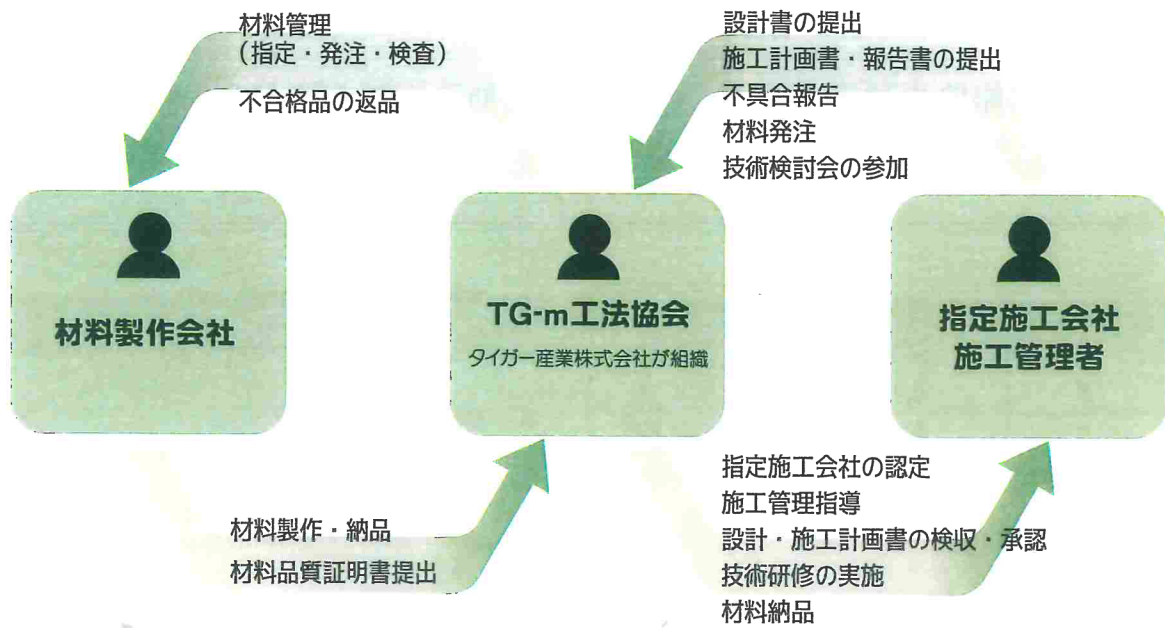 材料管理
(指定・発注・検査)
不合格品の返品
設計書の提出
施工計画書・報告書の提出
不具合報告
材料発注
技術検討会の参加
材料製作会社
TG-m工法協会
タイガー産業株式会社が組織
指定施工会社
施工管理者
材料製作・納品
材料品質証明書提出
指定施工会社の認定
施工管理指導
設計・施工計画書の検収・承認
技術研修の実施
材料納品